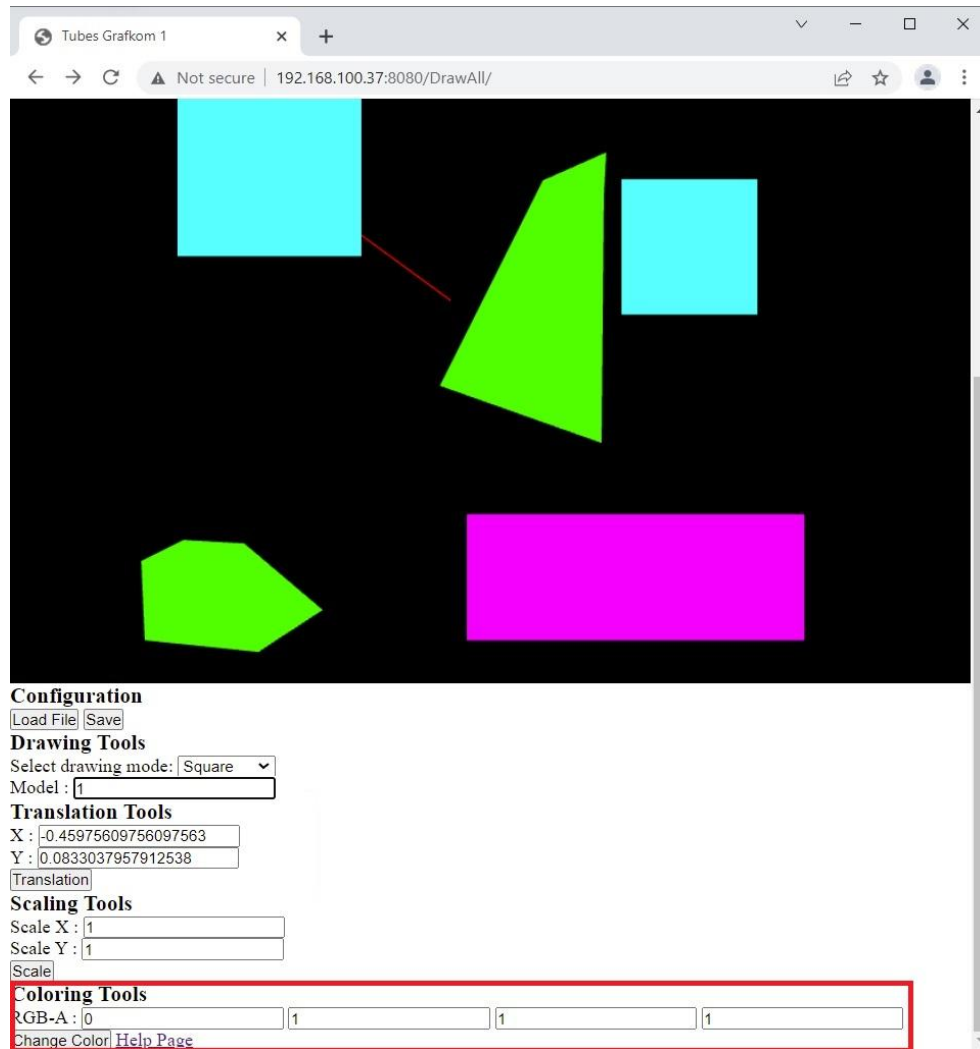 Tubes Grafkom 1
Not secure | 192.168.100.37:8080/DrawAll/
Configuration
Load File Save
Drawing Tools
Select drawing mode: Square
Model : 1
Translation Tools
X : -0.45975609756097563
Y : 0.0833037957912538
Translation
Scaling Tools
Scale X : 1
Scale Y : 1
Scale
Coloring Tools
RGB-A : 0 1 1 1
Change Color Help Page